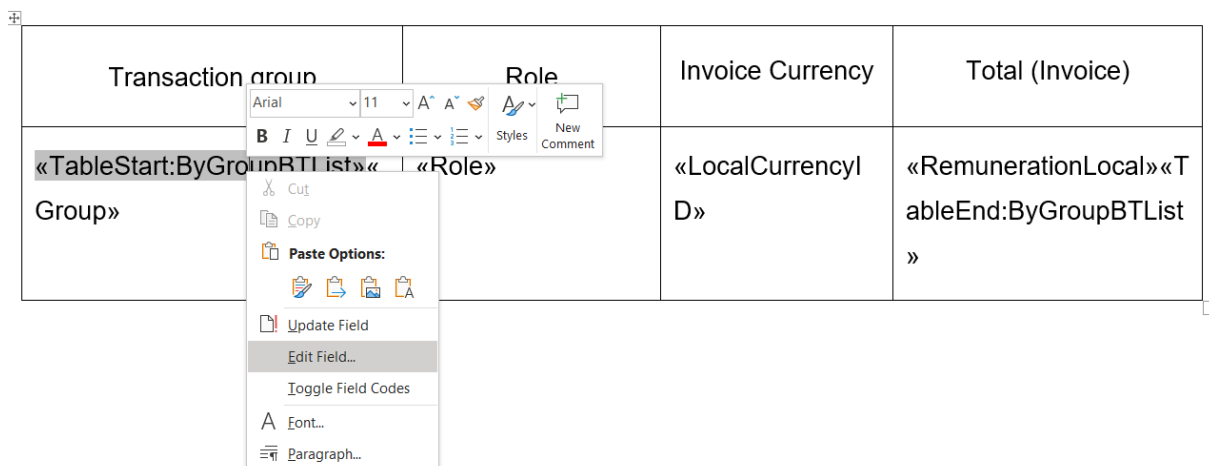 Transaction group
Role
Invoice Currency
Total (Invoice)
Arial
11
A^ A˅ Styles New
B I U A Comment
«TableStart:ByGroupBTList»«
Group»
«Role»
«LocalCurrencyI
D»
«RemunerationLocal»«T
ableEnd:ByGroupBTList
»
Cut
Copy
Paste Options:
Update Field
Edit Field...
Toggle Field Codes
A Font...
Paragraph...